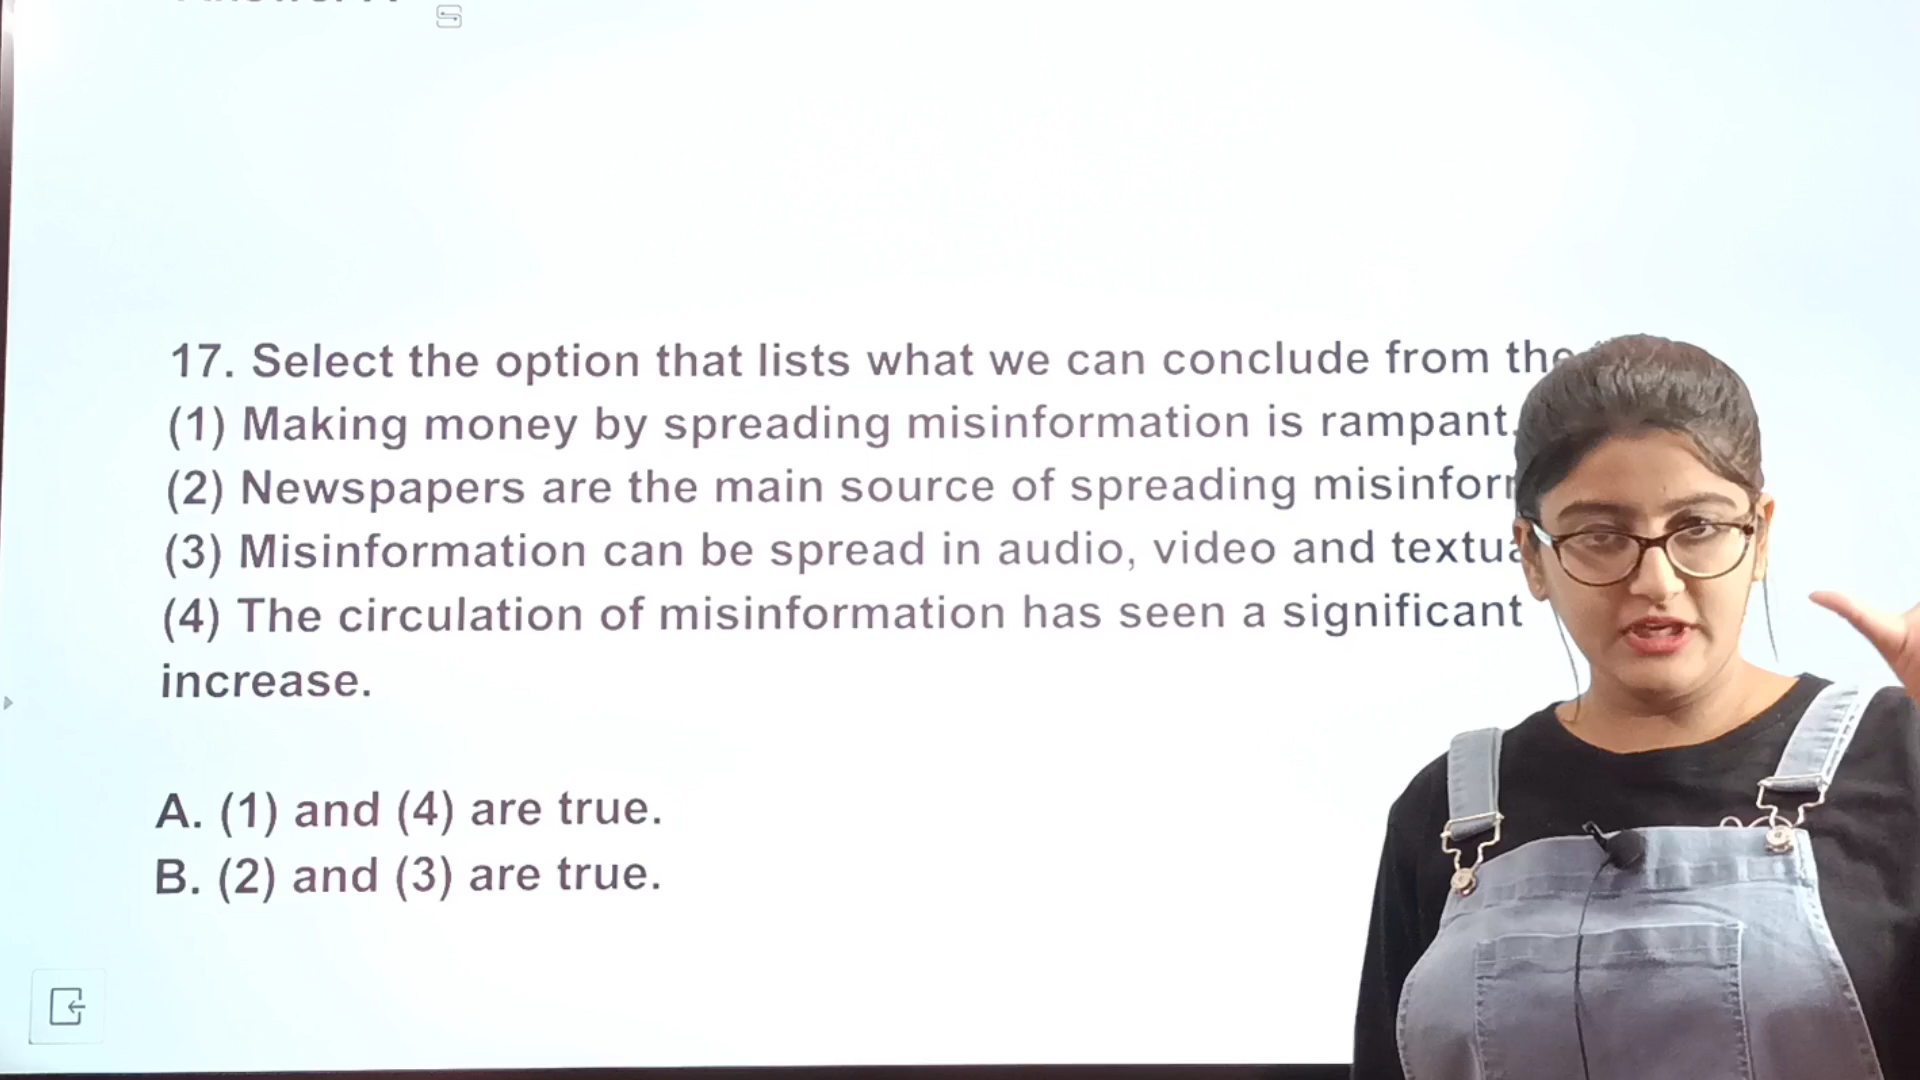 17. Select the option that lists what we can conclude from the
(1) Making money by spreading misinformation is rampant.
(2) Newspapers are the main source of spreading
(3) Misinformation can be spread in audio, video and
(4) The circulation of misinformation has seen a significant
increase.
A. (1) and (4) are true.
B. (2) and (3) are true.